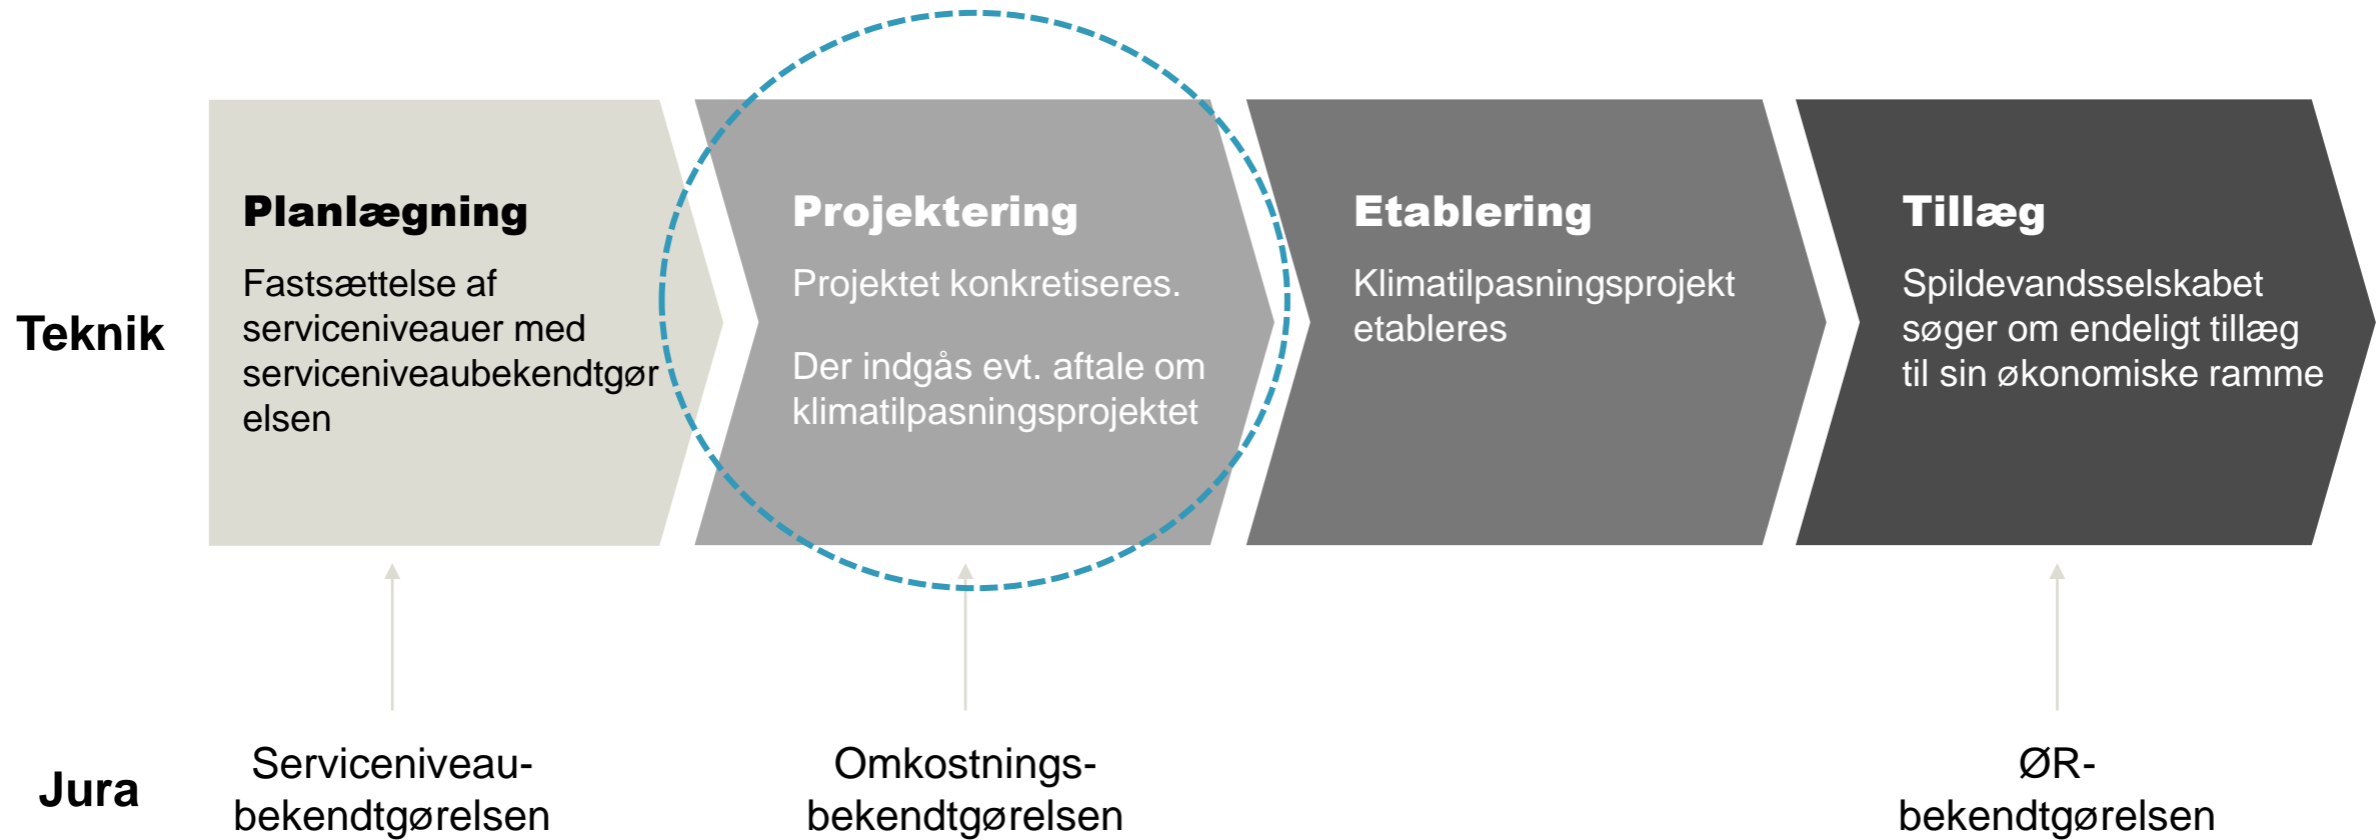 Teknik
Planlægning
Fastsættelse af
serviceniveauer med
serviceniveaubekendtgør
elsen
Projektering
Projektet konkretiseres.
Der indgås evt. aftale om
klimatilpasningsprojektet
Etablering
Klimatilpasningsprojekt
etableres
Tillæg
Spildevandsselskabet
søger om endeligt tillæg
til sin økonomiske ramme
Jura
Serviceniveau-
bekendtgørelsen
Omkostnings-
bekendtgørelsen
ØR-
bekendtgørelsen